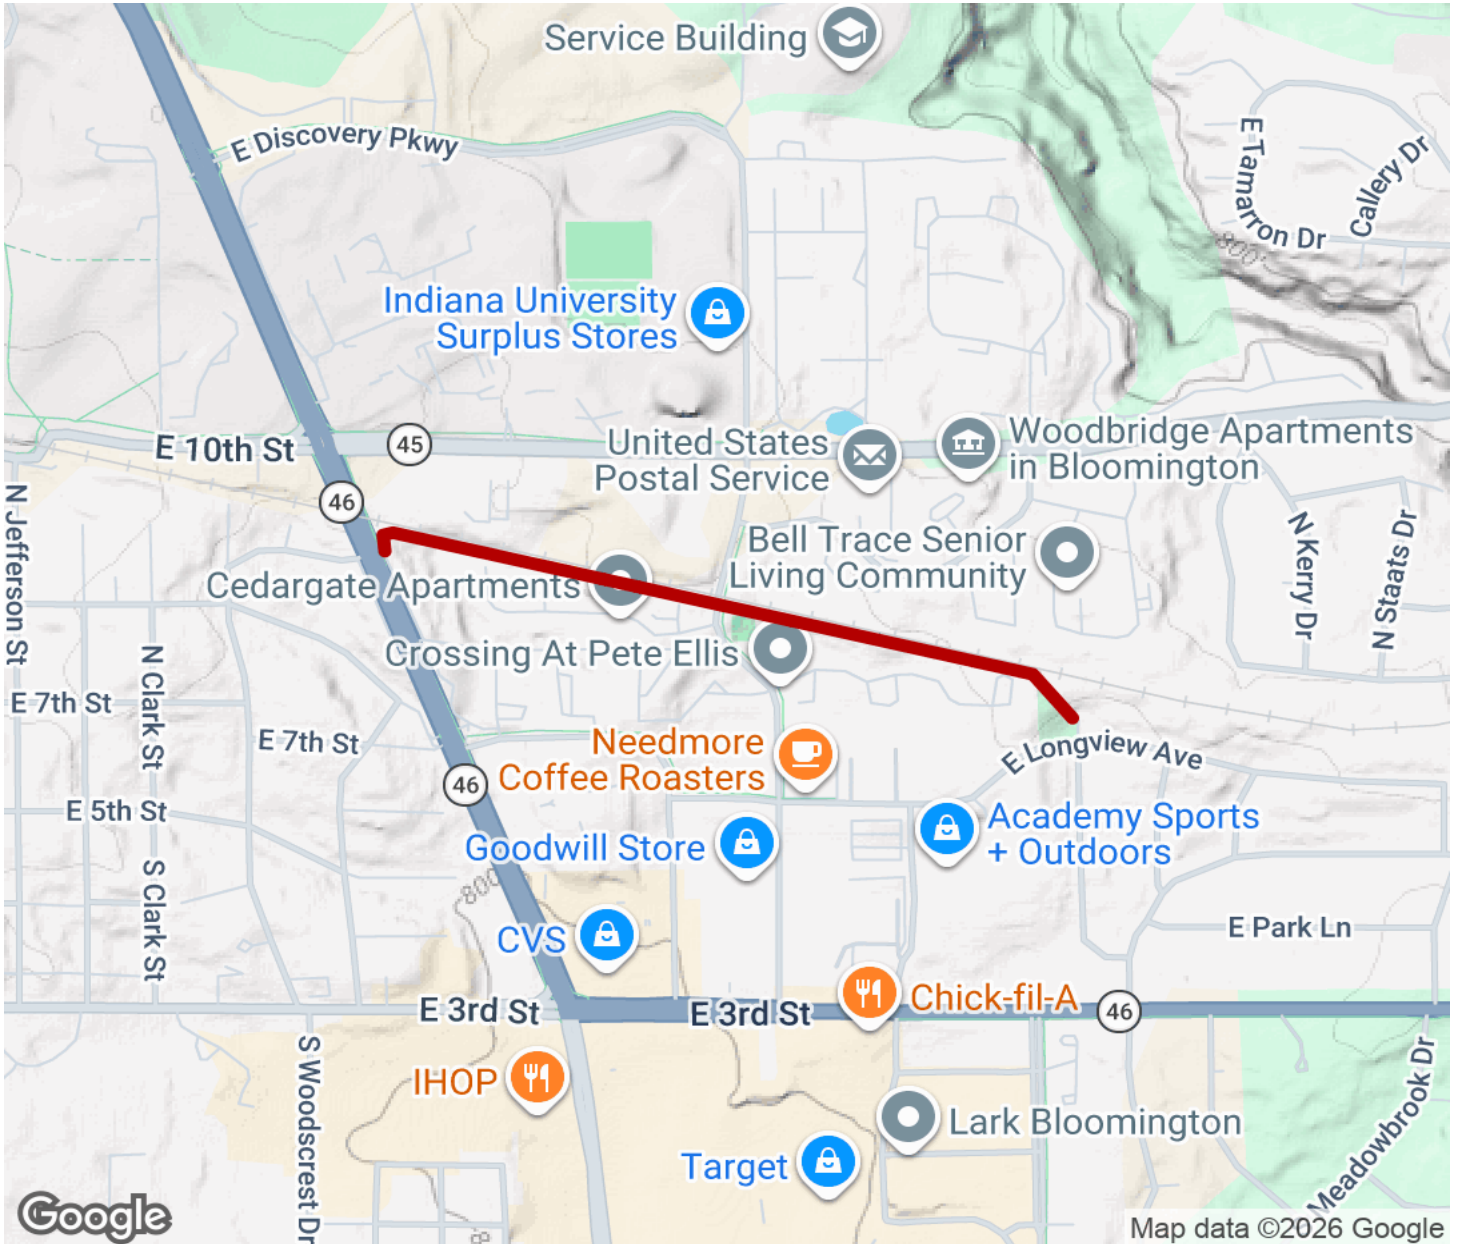 Service Building
E Discovery Pkwy
E Tamarron Dr
Callery Dr
800'
Indiana University
Surplus Stores
E 10th St
45
United States
Postal Service
Woodbridge Apartments
in Bloomington
46
N Jefferson St
N Kerry Dr
N Staats Dr
Bell Trace Senior
Living Community
Cedargate Apartments
Crossing At Pete Ellis
N Clark St
E 7th St
E 7th St
Needmore
Coffee Roasters
E Longview Ave
46
E 5th St
Goodwill Store
Academy Sports
+ Outdoors
S Clark St
800
CVS
E Park Ln
E 3rd St
E 3rd St
Chick-fil-A
46
S Woodscrest Dr
IHOP
Lark Bloomington
Meadowbrook Dr
Target
Google
Map data ©2026 Google